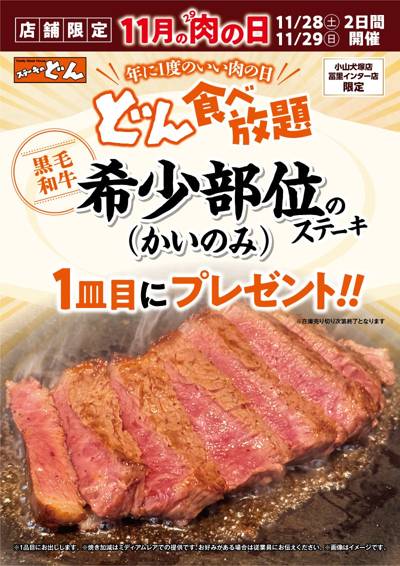 店舗限定
11月の29肉の日
11/28(土) 2日間
11/29(日) 開催
Family Steak House
ステーキのどん
年に1度のいい肉の日
小山犬塚店
冨里インター店
限定
どん食べ放題
黒毛
和牛
希少部位の
(かいのみ)ステーキ
1皿目にプレゼント!!
※在庫売り切り次第終了となります
※1品目にお出しします。※焼き加減はミディアムレアでの提供です。お好みがある場合は従業員にお伝えください。※画像はイメージです。